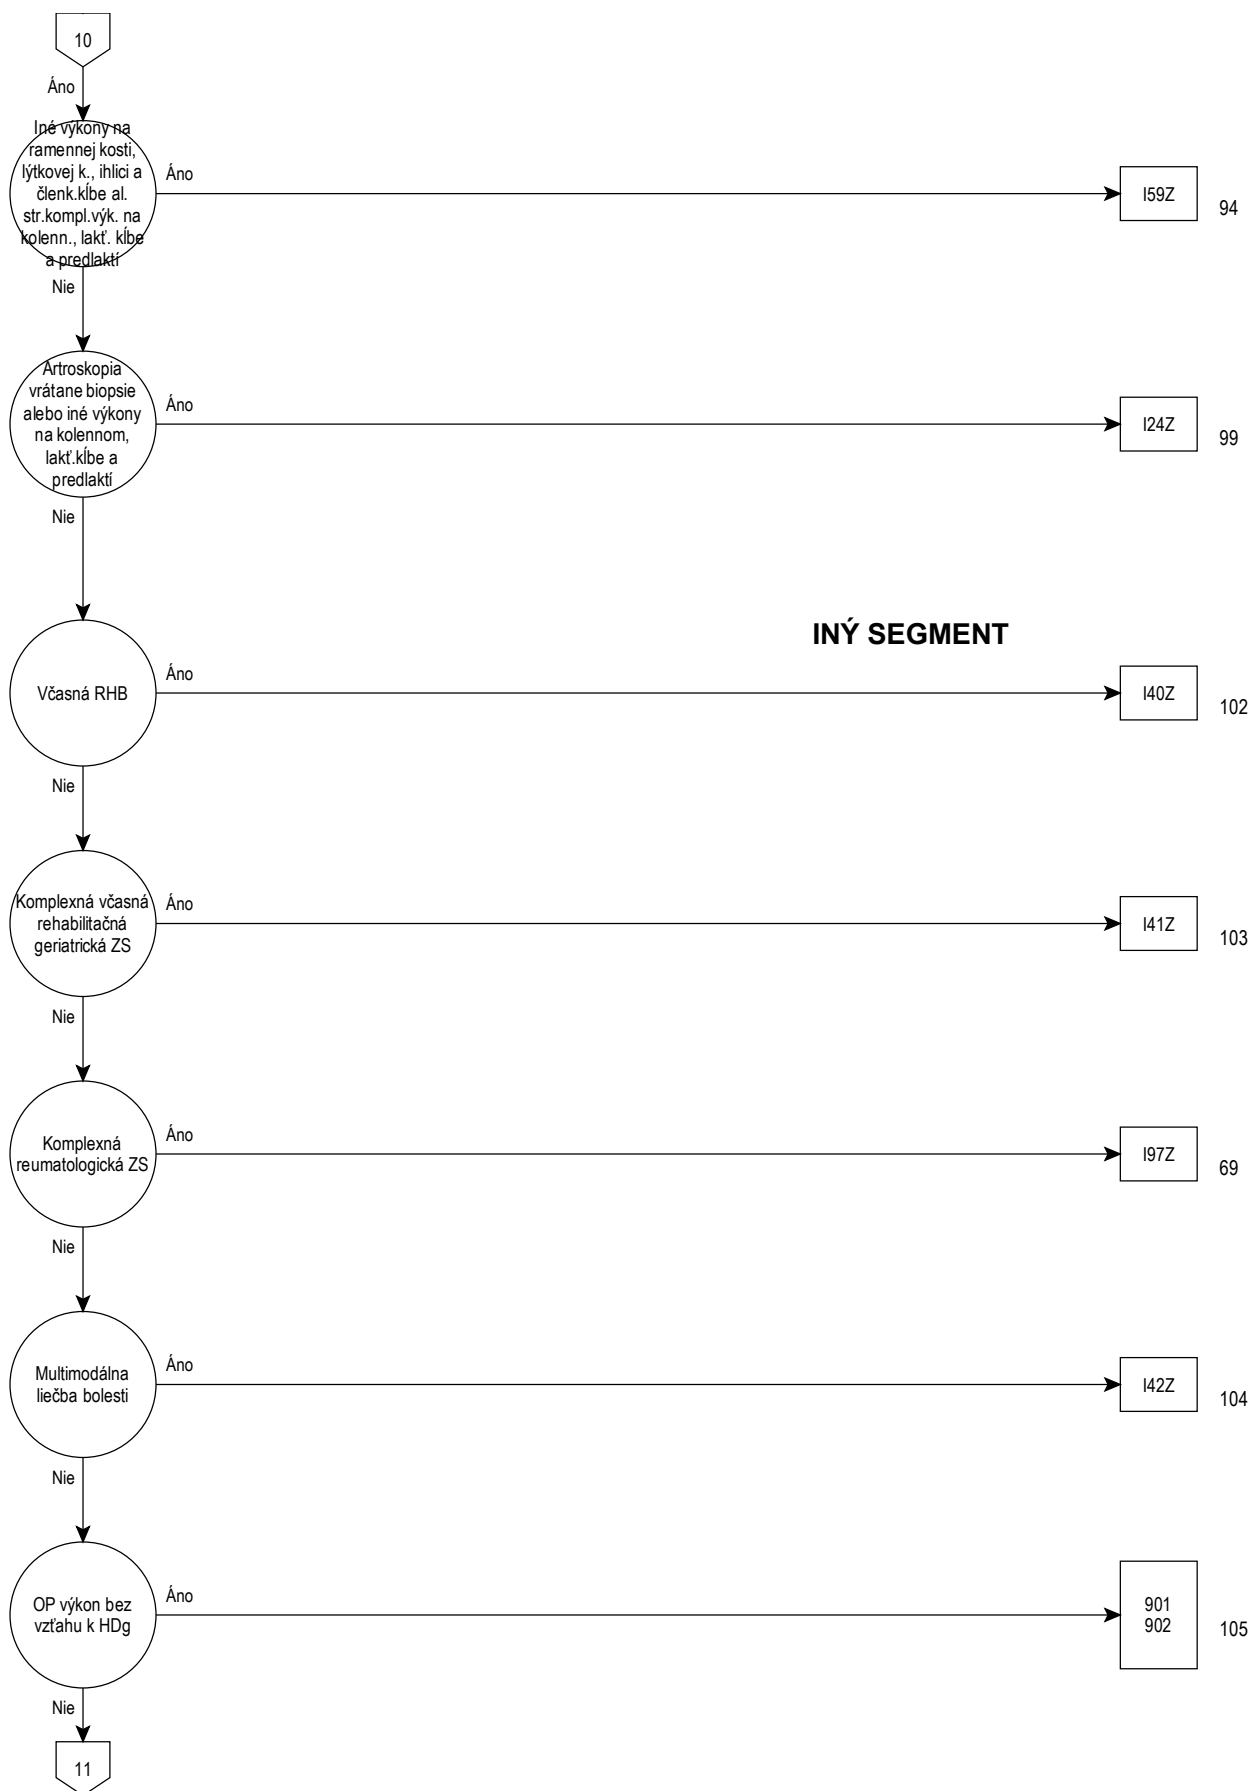 10
Áno
Iné výkony na
ramennej kosti,
lýtkovej k., ihlici a
členk.kĺbe al.
str.kompl.výk. na
kolenn., lakť. kĺbe
a predlaktí
Áno
I59Z
94
Nie
Artroskopia
vrátane biopsie
alebo iné výkony
na kolennom,
lakť.kĺbe a
predlaktí
Áno
I24Z
99
Nie
INÝ SEGMENT
Včasná RHB
Áno
I40Z
102
Nie
Komplexná včasná
rehabilitačná
geriatrická ZS
Áno
I41Z
103
Nie
Komplexná
reumatologická ZS
Áno
I97Z
69
Nie
Multimodálna
liečba bolesti
Áno
I42Z
104
Nie
OP výkon bez
vzťahu k HDg
Áno
901
902
105
Nie
11